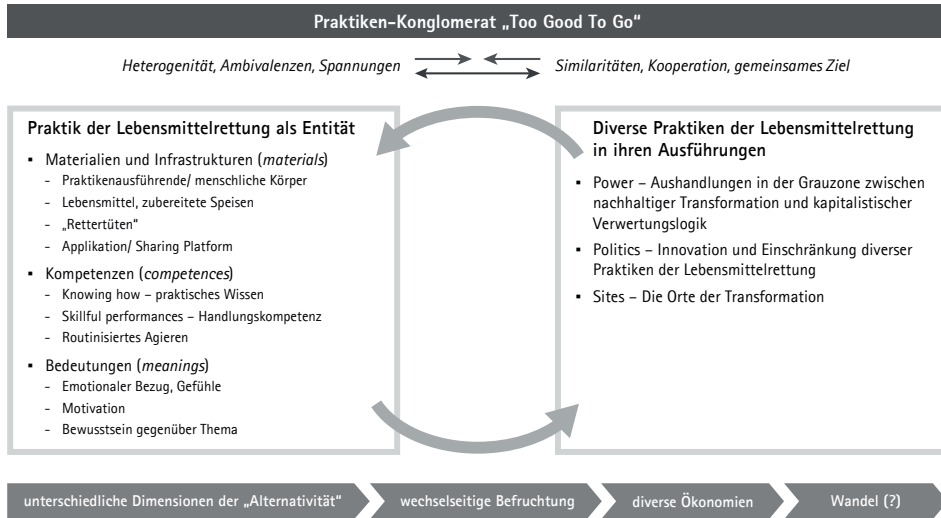 Praktiken-Konglomerat „Too Good To Go“
Heterogenität, Ambivalenzen, Spannungen
Similaritäten, Kooperation, gemeinsames Ziel
Praktik der Lebensmittelrettung als Entität
▪ Materialien und Infrastrukturen (materials)
- Praktikenausführende/ menschliche Körper
- Lebensmittel, zubereitete Speisen
- „Rettertüten“
- Applikation/ Sharing Platform
▪ Kompetenzen (competences)
- Knowing how – praktisches Wissen
- Skillful performances – Handlungskompetenz
- Routinisiertes Agieren
▪ Bedeutungen (meanings)
- Emotionaler Bezug, Gefühle
- Motivation
- Bewusstsein gegenüber Thema
Diverse Praktiken der Lebensmittelrettung
in ihren Ausführungen
▪ Power – Aushandlungen in der Grauzone zwischen
nachhaltiger Transformation und kapitalistischer
Verwertungslogik
▪ Politics – Innovation und Einschränkung diverser
Praktiken der Lebensmittelrettung
▪ Sites – Die Orte der Transformation
unterschiedliche Dimensionen der „Alternativität“
wechselseitige Befruchtung
diverse Ökonomien
Wandel (?)